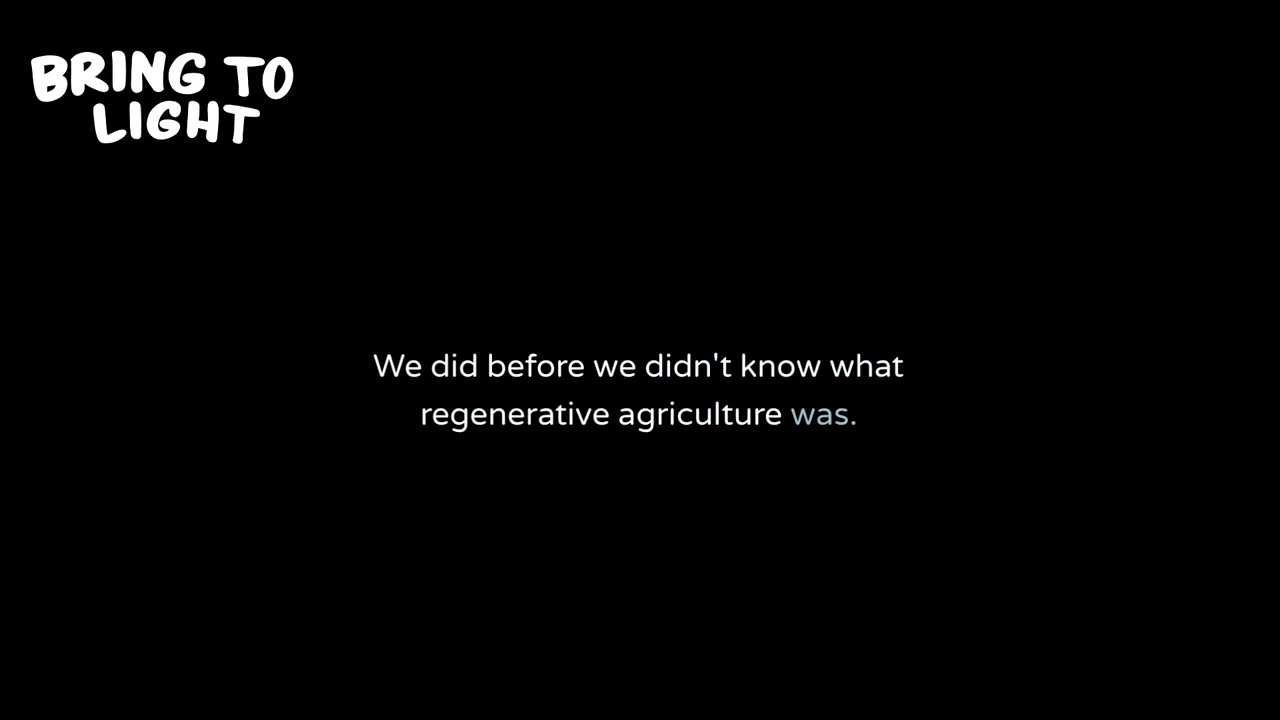 BRING TO
LIGHT
We did before we didn't know what
regenerative agriculture was.